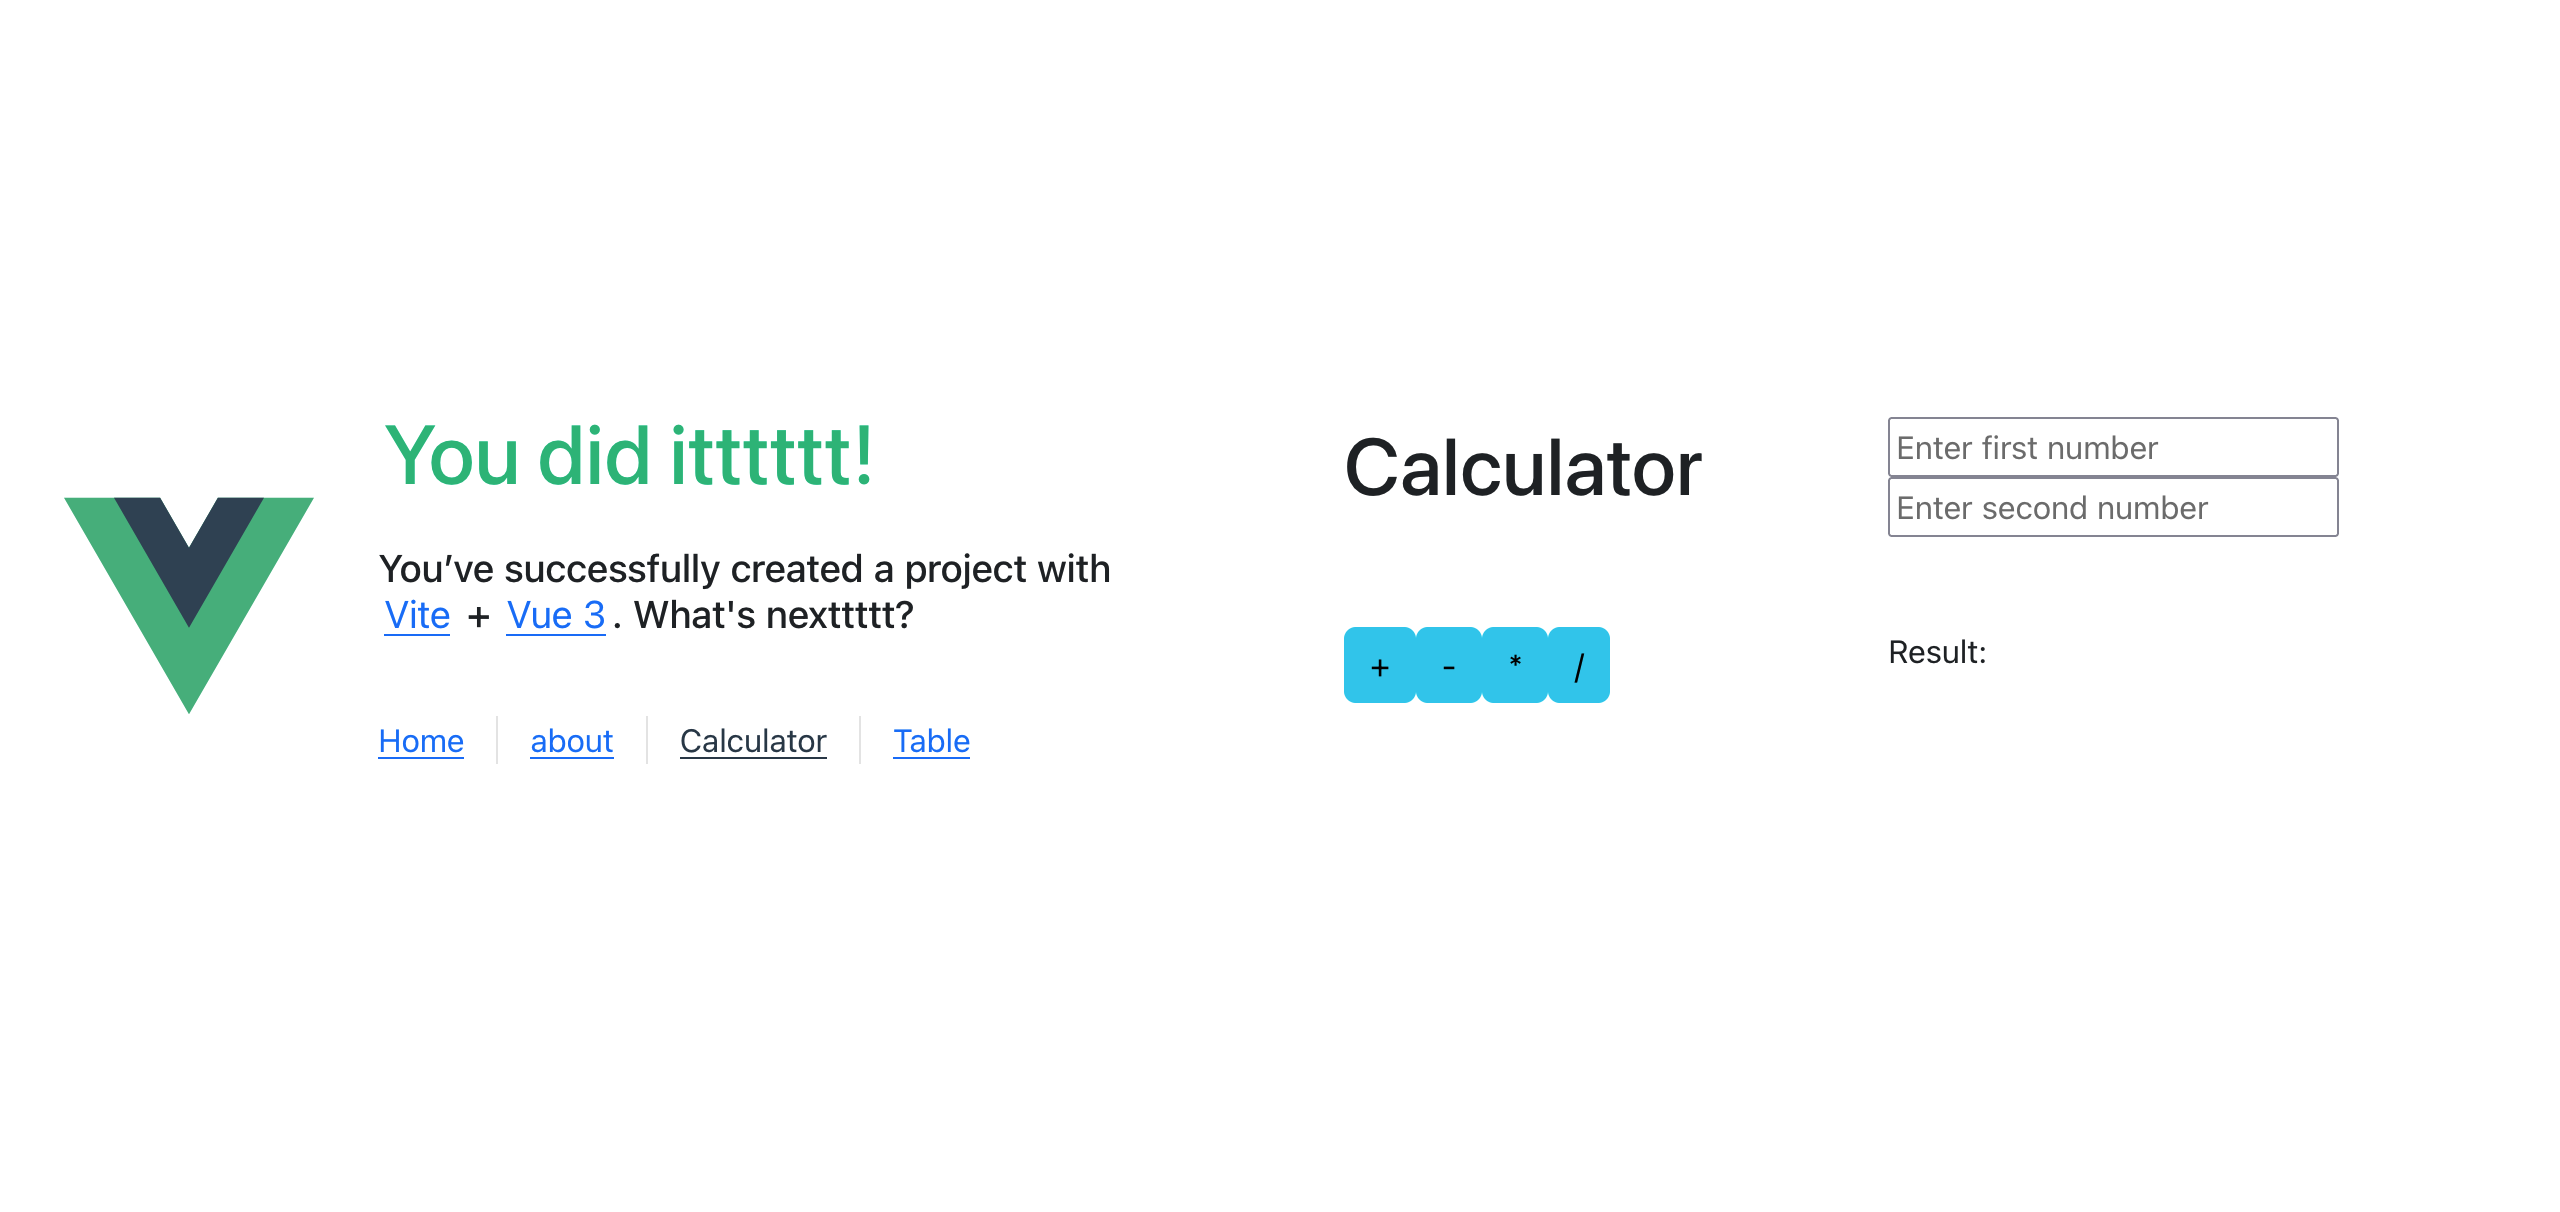 You did itttttt!
You’ve successfully created a project with
Vite + Vue 3. What's nexttttt?
Home about Calculator Table
Calculator
Enter first number
Enter second number
+ - * /
Result: